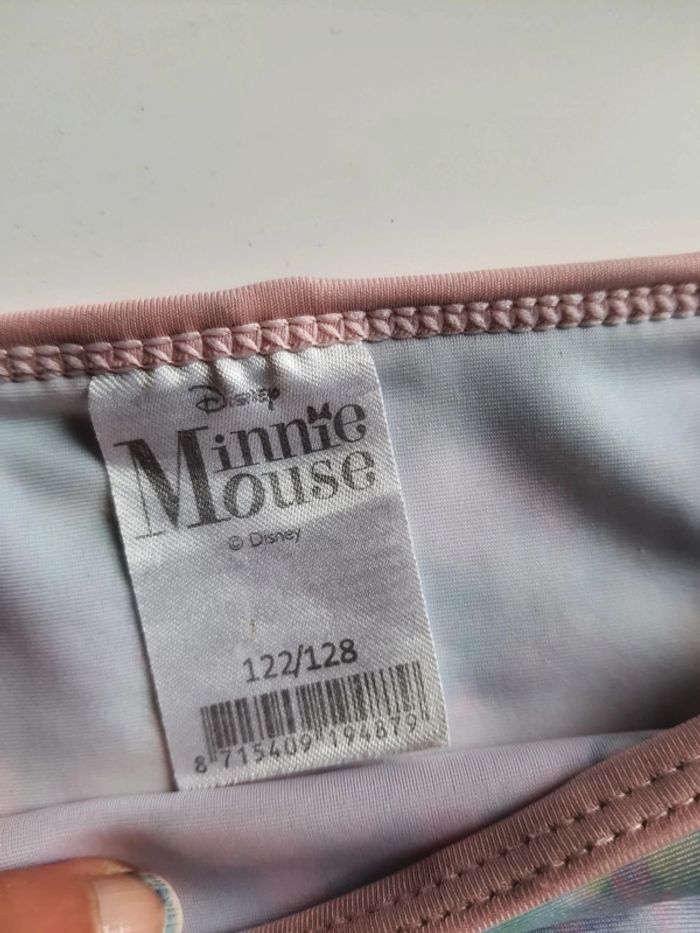 Disney
Minnie
Mouse
© Disney
122/128
8 715409 194879